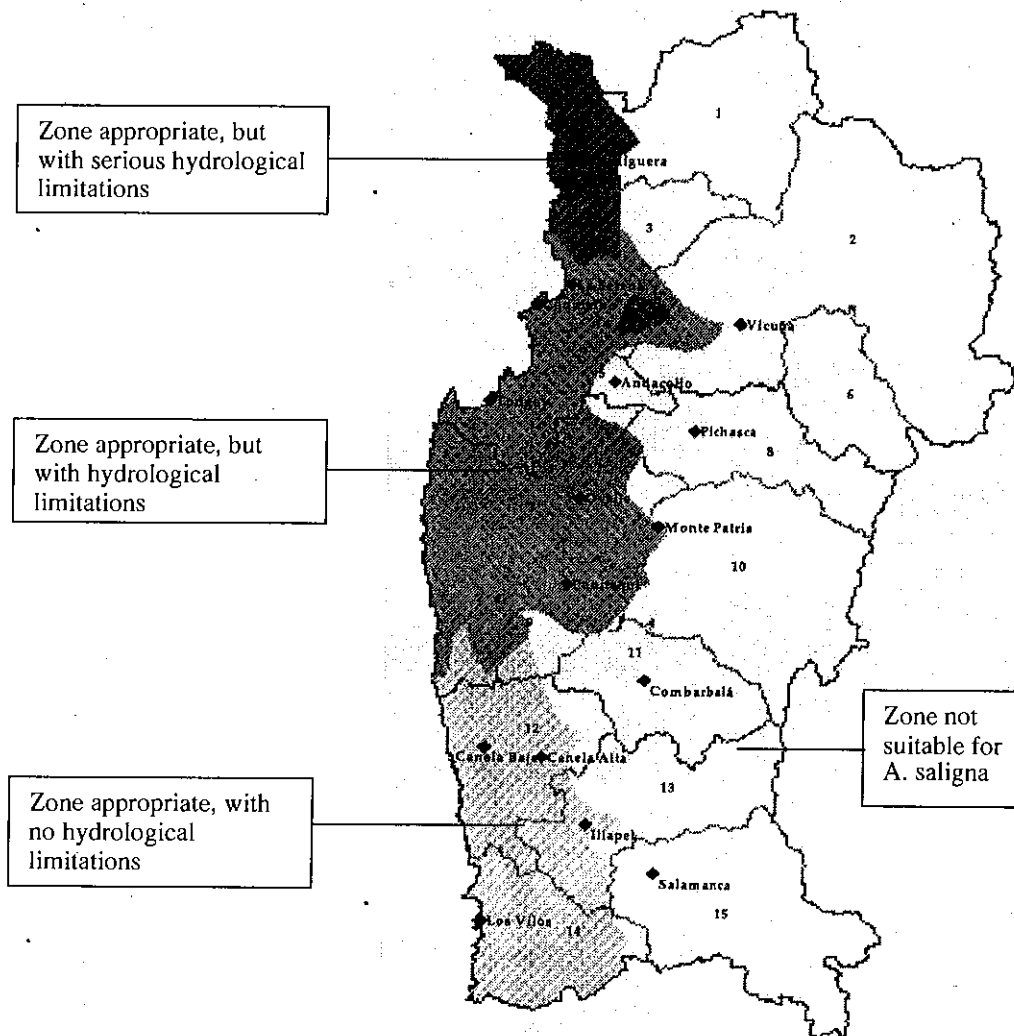 Zone appropriate, but
with serious hydrological
limitations
1
3
2
Vicuña
Andacollo
6
Pichasca
8
Zone appropriate, but
with hydrological
limitations
Monte Patria
10
11
Combarbalá
Zone not
suitable for
A. saligna
12
Canela Baja
Canela Alta
13
Zone appropriate, with
no hydrological
limitations
Illapel
Salamanca
15
Los Vilos
14